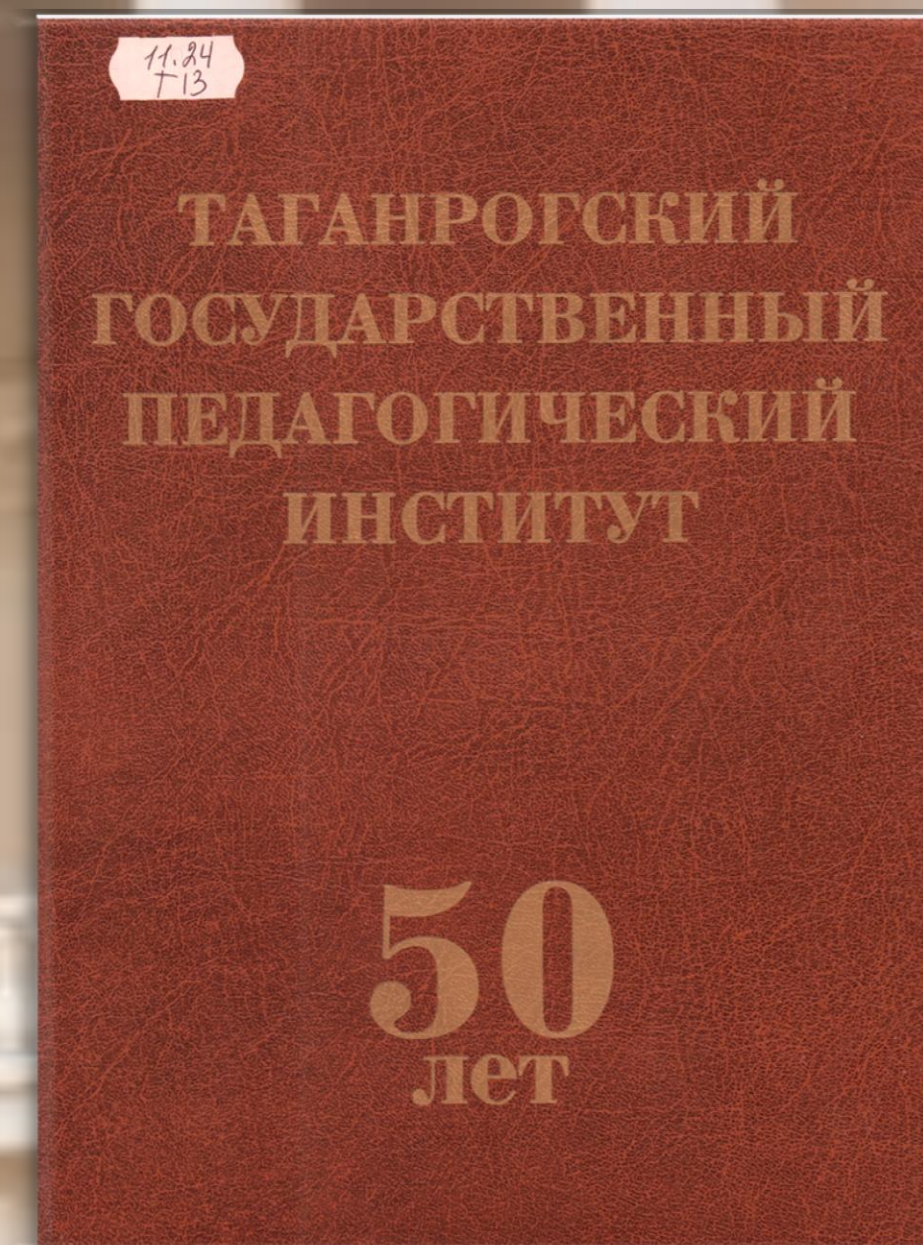 11.24
Т13
ТАГАНРОГСКИЙ
ГОСУДАРСТВЕННЫЙ
ПЕДАГОГИЧЕСКИЙ
ИНСТИТУТ
50
лет